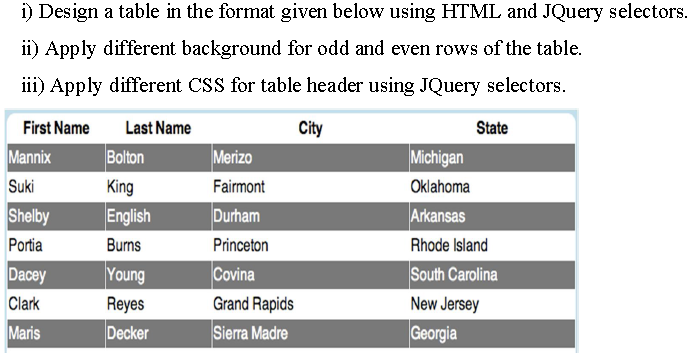 i) Design a table in the format given below using HTML and JQuery selectors.
ii) Apply different background for odd and even rows of the table.
iii) Apply different CSS for table header using JQuery selectors.
First Name Last Name City State
Mannix Bolton Merizo Michigan
Suki King Fairmont Oklahoma
Shelby English Durham Arkansas
Portia Burns Princeton Rhode Island
Dacey Young Covina South Carolina
Clark Reyes Grand Rapids New Jersey
Maris Decker Sierra Madre Georgia